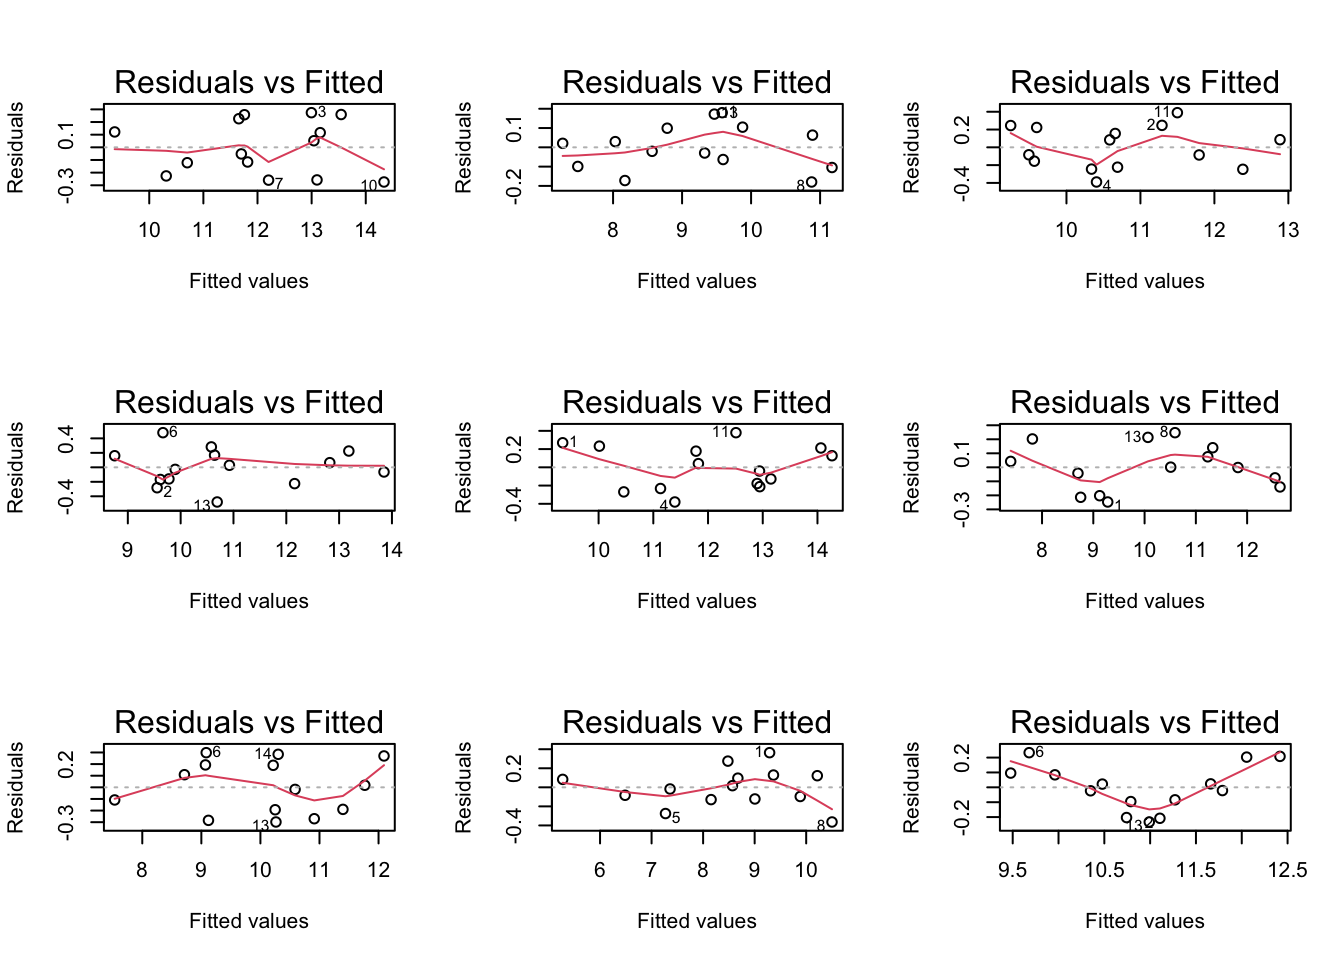 Residuals vs Fitted
Residuals
0.1
-0.3
3
7
10
10 11 12 13 14
Fitted values
Residuals vs Fitted
Residuals
0.1
-0.2
8
8 9 10 11
Fitted values
Residuals vs Fitted
Residuals
0.2
-0.4
11
2
4
10 11 12 13
Fitted values
Residuals vs Fitted
Residuals
0.4
-0.4
6
2
13
9 10 11 12 13 14
Fitted values
Residuals vs Fitted
Residuals
0.2
-0.4
1
11
4
10 11 12 13 14
Fitted values
Residuals vs Fitted
Residuals
0.1
-0.3
13
8
1
8 9 10 11 12
Fitted values
Residuals vs Fitted
Residuals
0.2
-0.3
6
14
13
8 9 10 11 12
Fitted values
Residuals vs Fitted
Residuals
0.2
-0.4
5
8
6 7 8 9 10
Fitted values
Residuals vs Fitted
Residuals
0.2
-0.2
6
9.5 10.5 11.5 12.5
Fitted values